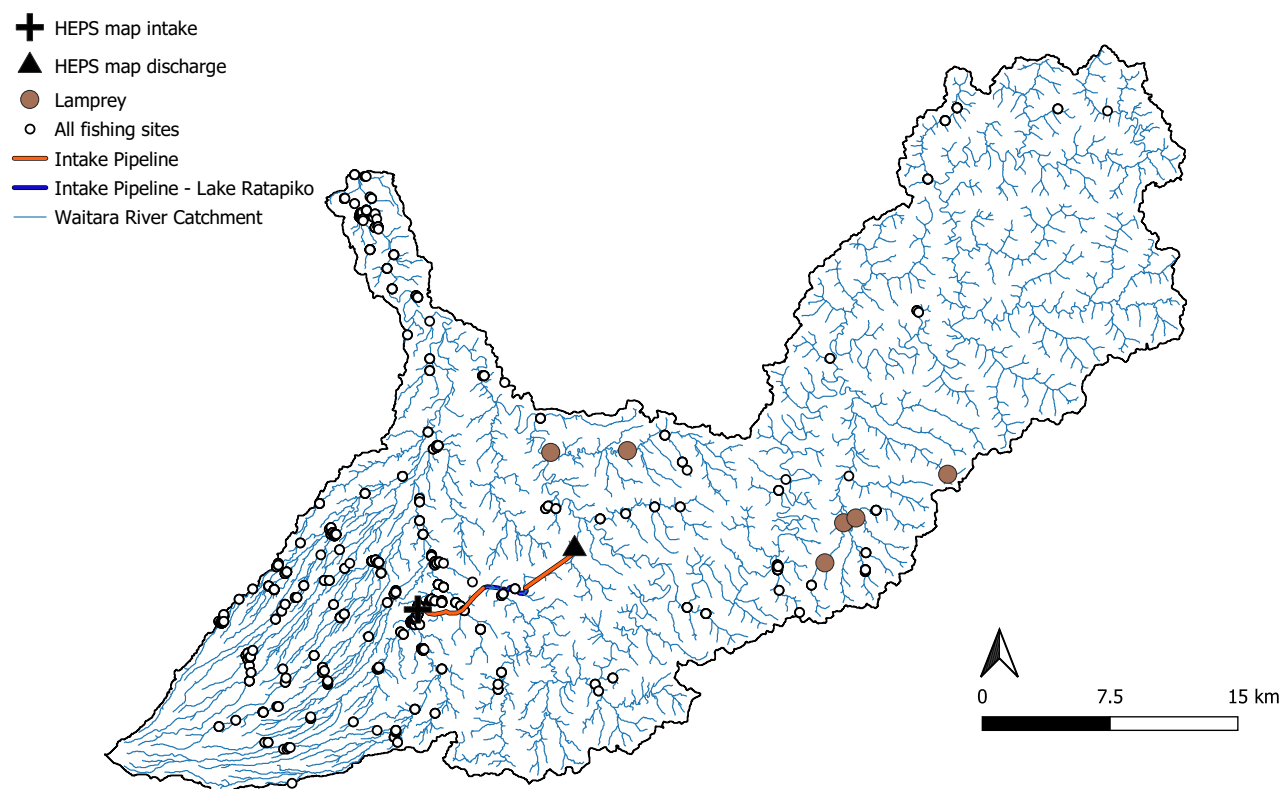 HEPS map intake
HEPS map discharge
Lamprey
All fishing sites
Intake Pipeline
Intake Pipeline - Lake Ratapiko
Waitara River Catchment
0 7.5 15 km